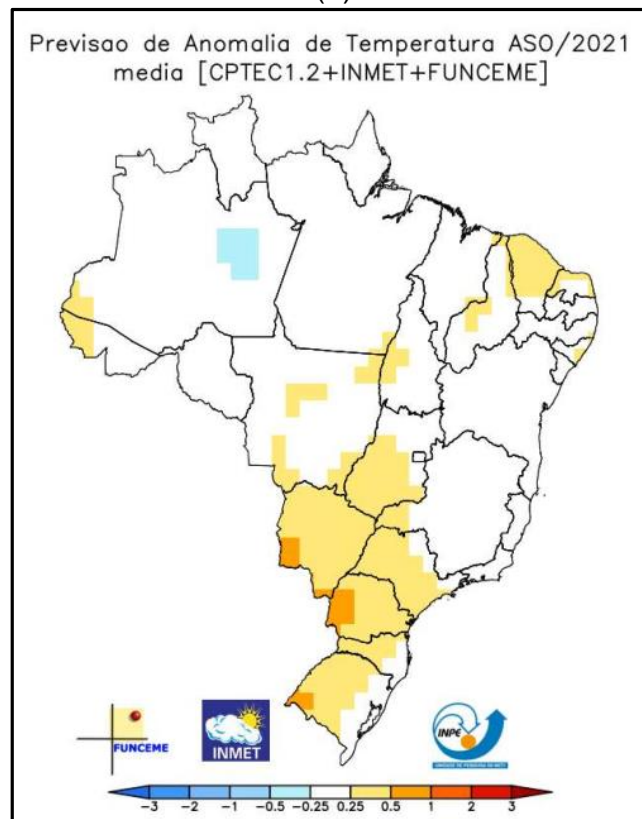 Previsao de Anomalia de Temperatura ASO/2021
media [CPTEC1.2+INMET+FUNCEME]
FUNCEME
INMET
INPE
-3 -2 -1 -0.5 -0.25 0.25 0.5 1 2 3